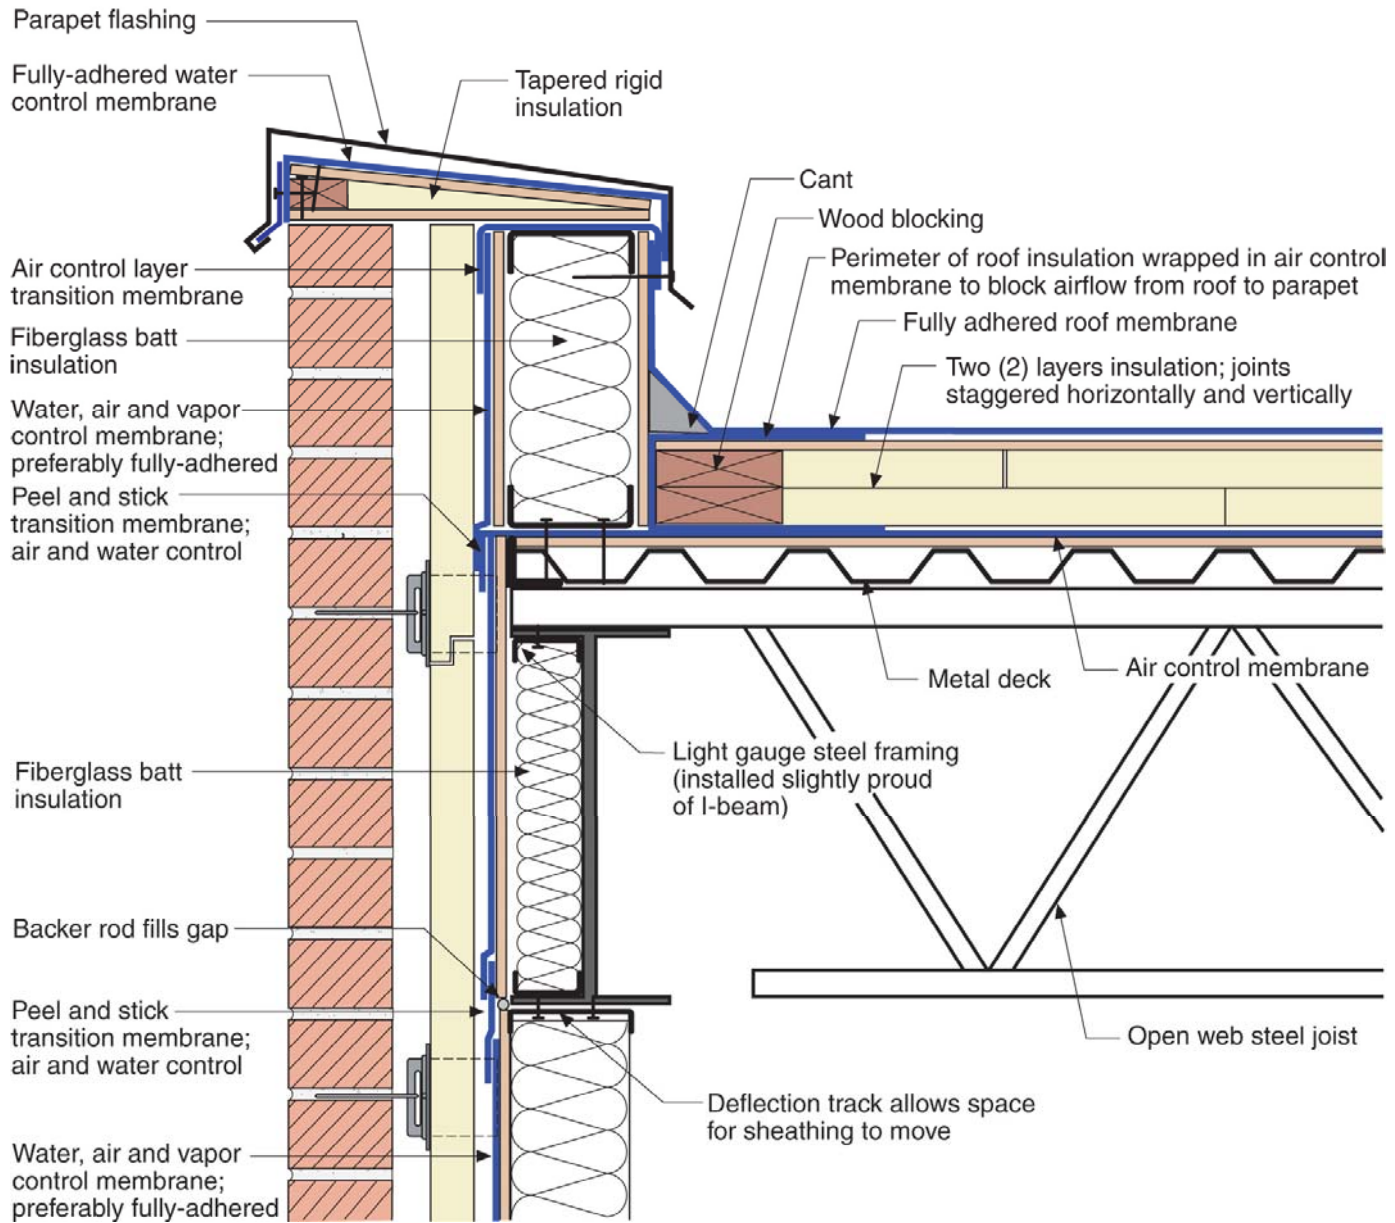 Parapet flashing
Fully-adhered water
control membrane
Tapered rigid
insulation
Cant
Wood blocking
Perimeter of roof insulation wrapped in air control
membrane to block airflow from roof to parapet
Fully adhered roof membrane
Two (2) layers insulation; joints
staggered horizontally and vertically
Air control layer
transition membrane
Fiberglass batt
insulation
Water, air and vapor
control membrane;
preferably fully-adhered
Peel and stick
transition membrane;
air and water control
Metal deck
Air control membrane
Light gauge steel framing
(installed slightly proud
of I-beam)
Fiberglass batt
insulation
Backer rod fills gap
Peel and stick
transition membrane;
air and water control
Open web steel joist
Deflection track allows space
for sheathing to move
Water, air and vapor
control membrane;
preferably fully-adhered